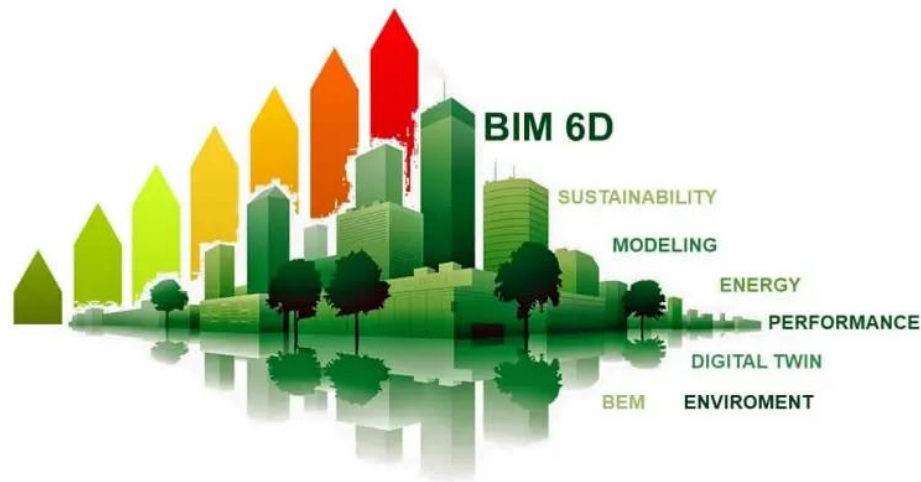 BIM 6D
SUSTAINABILITY
MODELING
ENERGY
PERFORMANCE
DIGITAL TWIN
BEM ENVIROMENT